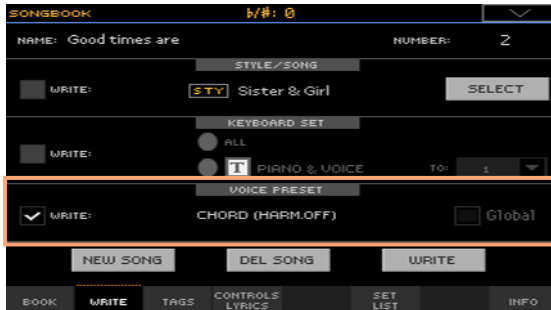 SONGBOOK b/#: 0
NAME: Good times are NUMBER: 2
STYLE/SONG
WRITE: STY Sister & Girl SELECT
KEYBOARD SET
ALL
WRITE: T PIANO & VOICE TO: 1
VOICE PRESET
WRITE: CHORD (HARM.OFF) Global
NEW SONG DEL SONG WRITE
BOOK WRITE TAGS CONTROLS LYRICS SET LIST INFO